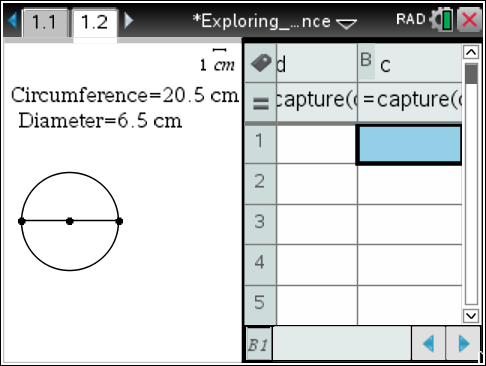 1.1 1.2 *Exploring_...nce RAD
1 cm
Circumference=20.5 cm
Diameter=6.5 cm
d B c
= capture(c =capture(c
1
2
3
4
5
B1